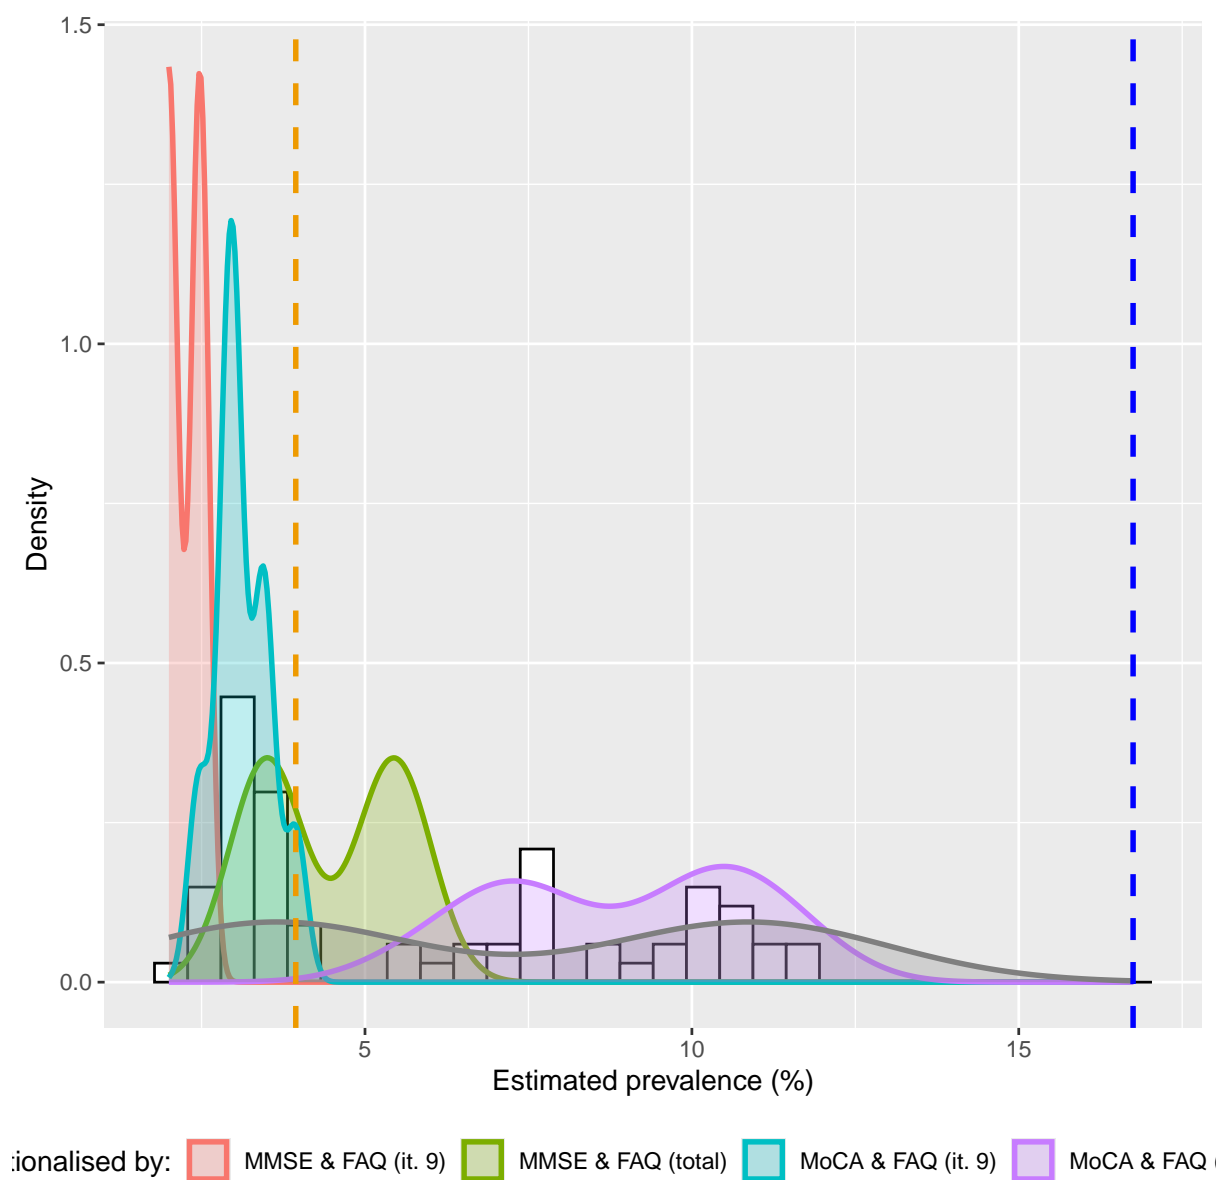 1.5
1.0
0.5
0.0
Density
5 10 15
Estimated prevalence (%)
tionalised by: MMSE & FAQ (it. 9) MMSE & FAQ (total) MoCA & FAQ (it. 9) MoCA & FAQ (